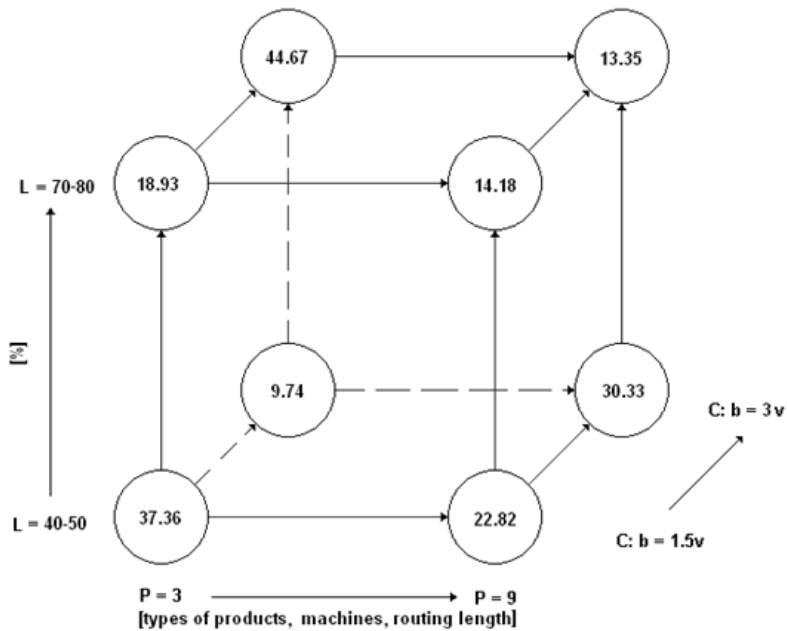 44.67
13.35
L = 70-80
18.93
14.18
[%]
9.74
30.33
C: b = 3v
L = 40-50
37.36
22.82
C: b = 1.5v
P = 3
P = 9
[types of products, machines, routing length]